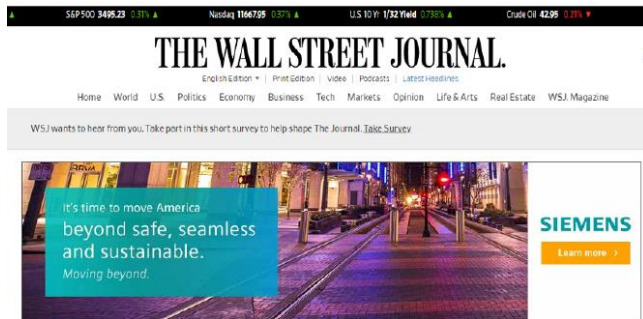 ▲ S&P 500 3495.23 0.31% ▲ Nasdaq 11667.95 0.37% ▲ U.S. 10 Yr 1/32 Yield 0.738% ▲ Crude Oil 42.95 0.21% ▼
THE WALL STREET JOURNAL.
English Edition ▾ | Print Edition | Video | Podcasts | Latest Headlines
Home World U.S. Politics Economy Business Tech Markets Opinion Life & Arts Real Estate WSJ. Magazine
WSJ wants to hear from you. Take part in this short survey to help shape The Journal. Take Survey
BBVA
It's time to move America
beyond safe, seamless
and sustainable.
Moving beyond.
SIEMENS
Learn more >